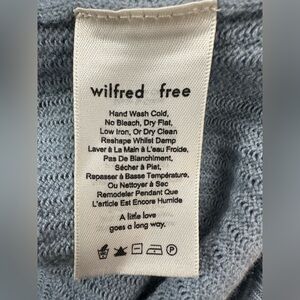 wilfred free
Hand Wash Cold,
No Bleach, Dry Flat,
Low Iron, Or Dry Clean
Reshape Whilst Demp
Laver à La Main à L'eau Froide,
Pas De Blanchiment,
Sécher à Plat,
Repasser à Basse Température,
Ou Nettoyer à Sac
Remodeler Pendant Que
L'article Est Encore Humide
A little love
goes a long way.
P